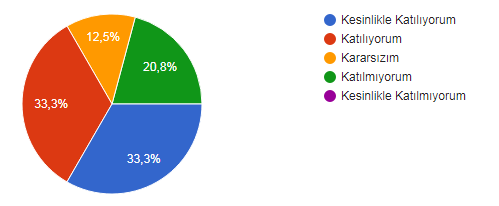 12,5%
20,8%
33,3%
33,3%
Kesinlikle Katılıyorum
Katılıyorum
Kararsızım
Katılmıyorum
Kesinlikle Katılmıyorum